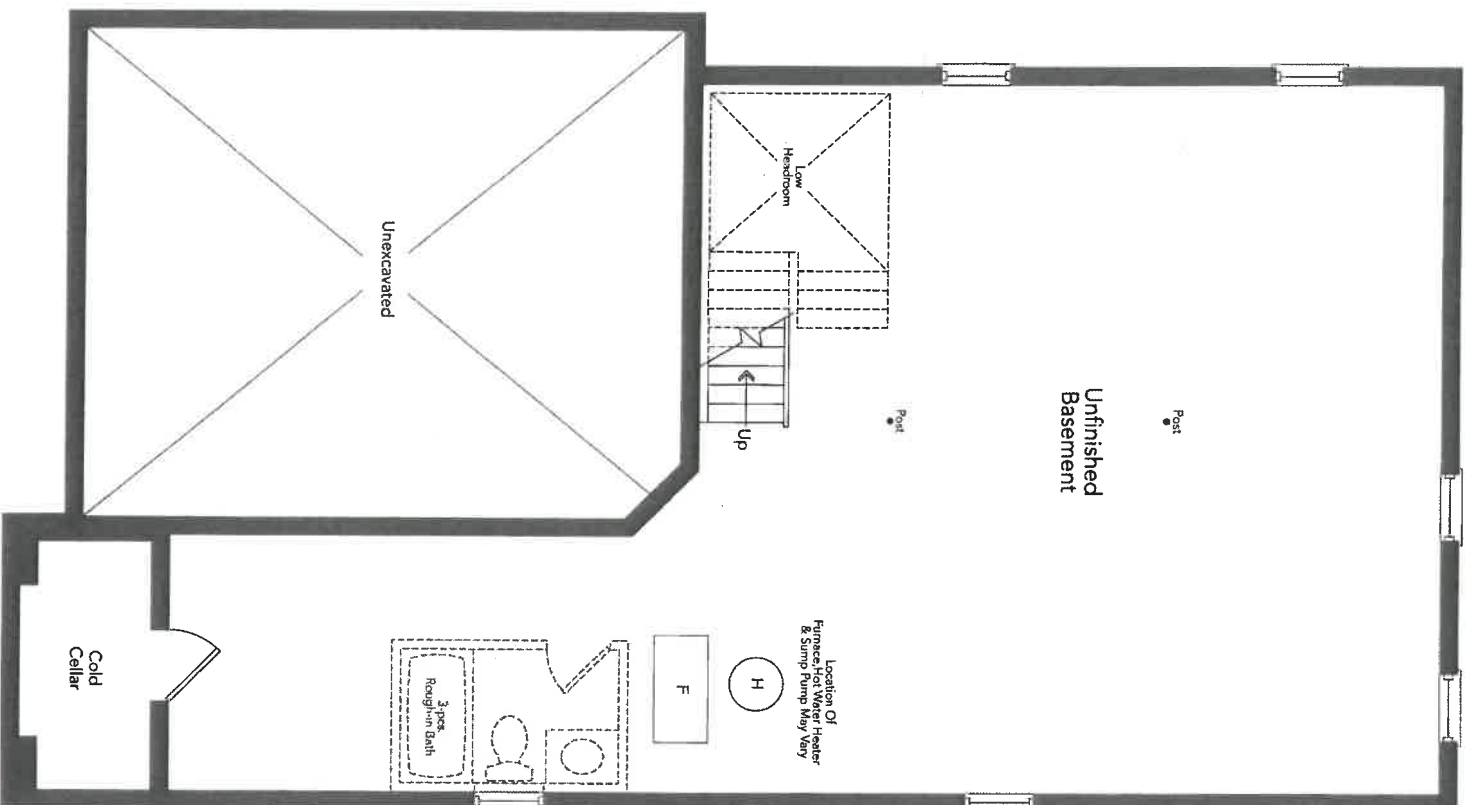 Unfinished
Basement
Post
Post
Low
Headroom
Up
Unexcavated
Location Of
Furnace,Hot Water Heater
& Sump Pump May Vary
H
F
3-pcs.
Rough-in Bath
Cold
Cellar